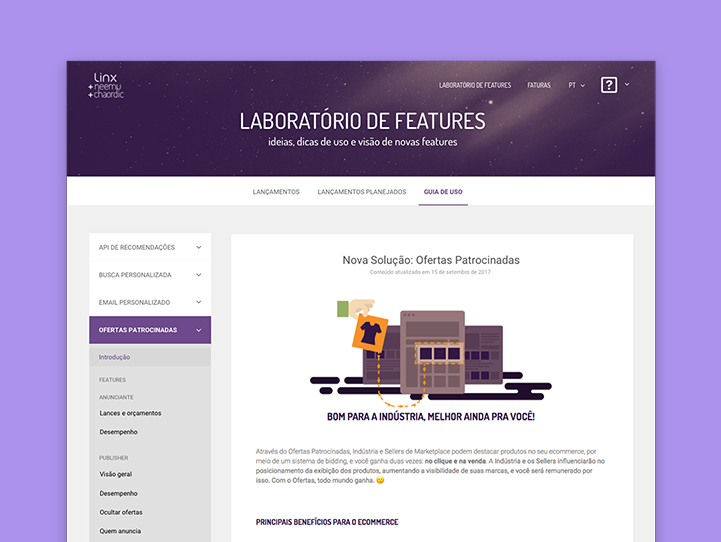 linx
+neemu
+chaordic
LABORATÓRIO DE FEATURES
FATURAS
PT
?
LABORATÓRIO DE FEATURES
ideias, dicas de uso e visão de novas features
LANÇAMENTOS
LANÇAMENTOS PLANEJADOS
GUIA DE USO
API DE RECOMENDAÇÕES
BUSCA PERSONALIZADA
EMAIL PERSONALIZADO
OFERTAS PATROCINADAS
Introdução
FEATURES
ANUNCIANTE
Lances e orçamentos
Desempenho
PUBLISHER
Visão geral
Desempenho
Ocultar ofertas
Quem anuncia
Nova Solução: Ofertas Patrocinadas
Conteúdo atualizado em 15 de setembro de 2017
BOM PARA A INDÚSTRIA, MELHOR AINDA PRA VOCÊ!
Através do Ofertas Patrocinadas, Indústria e Sellers de Marketplace podem destacar produtos no seu ecommerce, por
meio de um sistema de bidding, e você ganha duas vezes: no clique e na venda. A Indústria e os Sellers influenciarão no
posicionamento da exibição dos produtos, aumentando a visibilidade de suas marcas, e você será remunerado por
isso. Com o Ofertas, todo mundo ganha. 😊
PRINCIPAIS BENEFÍCIOS PARA O ECOMMERCE